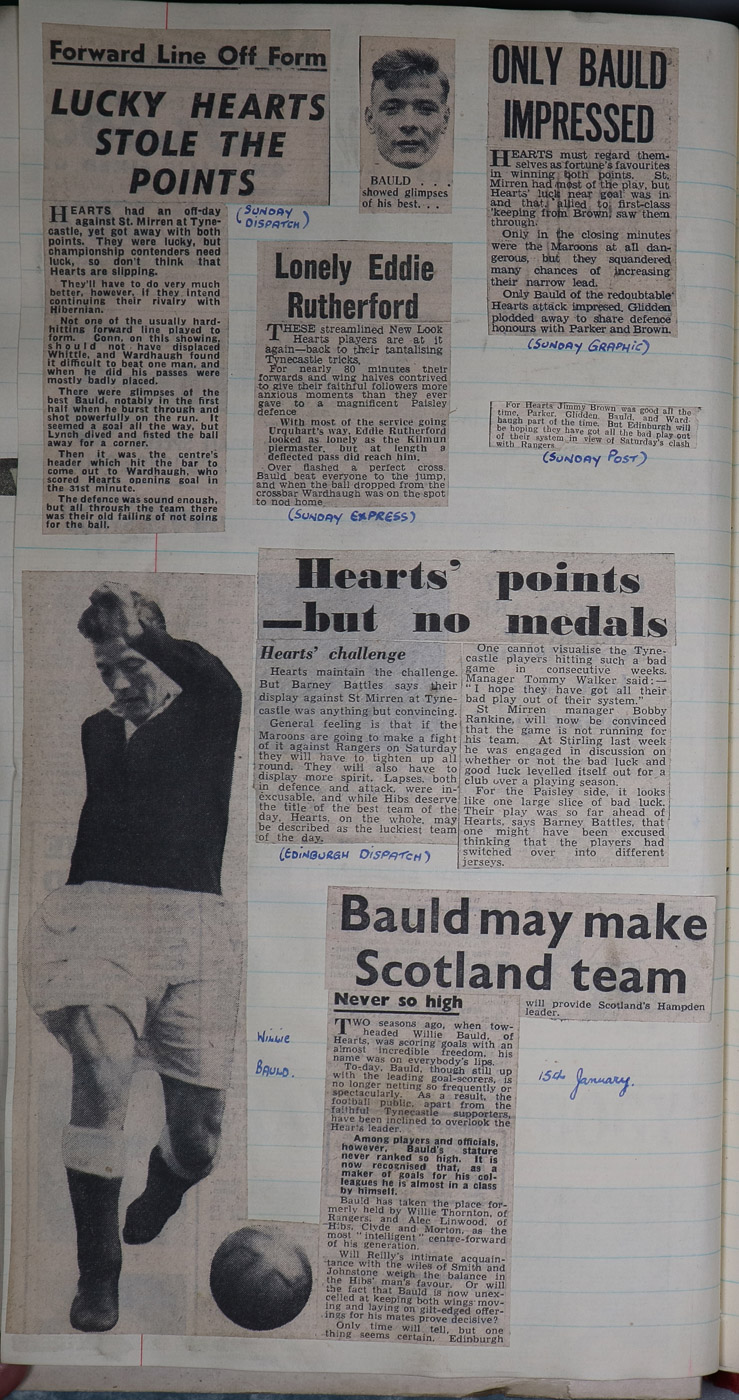 Forward Line Off Form
LUCKY HEARTS
STOLE THE
POINTS
HEARTS had an off-day
against St. Mirren at Tyne-
castle, yet got away with both
points. They were lucky, but
championship contenders need
luck, so don't think that
Hearts are slipping.
They'll have to do very much
better, however, if they intend
continuing their rivalry with
Hibernian.
Not one of the usually hard-
hitting forward line played to
form. Conn, on this showing,
should not have displaced
Whittle, and Wardhaugh found
it difficult to beat one man, and
when he did his passes were
mostly badly placed.
There were glimpses of the
best Bauld, notably in the first
half when he burst through and
shot powerfully on the run. It
seemed a goal all the way, but
Lynch dived and fisted the ball
away for a corner.
Then it was the centre's
header which hit the bar to
come out to Wardhaugh, who
scored Hearts opening goal in
the 31st minute.
The defence was sound enough,
but all through the team there
was their old failing of not going
for the ball.
(SUNDAY
DISPATCH)
BAULD . . .
showed glimpses
of his best. . .
Lonely Eddie
Rutherford
THESE streamlined New Look
Hearts players are at it
again—back to their tantalising
Tynecastle tricks.
For nearly 80 minutes their
forwards and wing halves contrived
to give their faithful followers more
anxious moments than they ever
gave to a magnificent Paisley
defence
With most of the service going
Urquhart's way, Eddie Rutherford
looked as lonely as the Kilmun
piermaster, but at length a
deflected pass did reach him.
Over flashed a perfect cross.
Bauld beat everyone to the jump,
and when the ball dropped from the
crossbar Wardhaugh was on the spot
to nod home.
(SUNDAY EXPRESS)
ONLY BAULD
IMPRESSED
HEARTS must regard them-
selves as fortune's favourites
in winning both points. St.
Mirren had most of the play, but
Hearts' luck near goal was in
and that, allied to first-class
'keeping from Brown, saw them
through.
Only in the closing minutes
were the Maroons at all dan-
gerous, but they squandered
many chances of increasing
their narrow lead.
Only Bauld of the redoubtable
Hearts attack impressed. Glidden
plodded away to share defence
honours with Parker and Brown.
(SUNDAY GRAPHIC)
For Hearts Jimmy Brown was good all the
time, Parker, Glidden, Bauld, and Ward-
haugh part of the time. But Edinburgh will
be hoping they have got all the bad play out
of their system in view of Saturday's clash
with Rangers
(SUNDAY POST)
Hearts' points
—but no medals
Hearts' challenge
Hearts maintain the challenge.
But Barney Battles says their
display against St Mirren at Tyne-
castle was anything but convincing.
General feeling is that if the
Maroons are going to make a fight
of it against Rangers on Saturday
they will have to tighten up all
round. They will also have to
display more spirit. Lapses, both
in defence and attack, were in-
excusable, and while Hibs deserve
the title of the best team of the
day, Hearts, on the whole, may
be described as the luckiest team
of the day.
(EDINBURGH DISPATCH)
One cannot visualise the Tyne-
castle players hitting such a bad
game in consecutive weeks.
Manager Tommy Walker said:—
"I hope they have got all their
bad play out of their system."
St Mirren manager, Bobby
Rankine, will now be convinced
that the game is not running for
his team. At Stirling last week
he was engaged in discussion on
whether or not the bad luck and
good luck levelled itself out for a
club over a playing season.
For the Paisley side, it looks
like one large slice of bad luck.
Their play was so far ahead of
Hearts, says Barney Battles, that
one might have been excused
thinking that the players had
switched over into different
jerseys.
Bauld may make
Scotland team
Never so high
TWO seasons ago, when tow-
headed Willie Bauld, of
Hearts, was scoring goals with an
almost incredible freedom, his
name was on everybody's lips.
To-day, Bauld, though still up
with the leading goal-scorers, is
no longer netting so frequently or
spectacularly. As a result, the
football public, apart from the
faithful Tynecastle supporters,
have been inclined to overlook the
Hearts leader.
Among players and officials,
however, Bauld's stature
never ranked so high. It is
now recognised that, as a
maker of goals for his col-
leagues he is almost in a class
by himself.
Bauld has taken the place for-
merly held by Willie Thornton, of
Rangers, and Alec Linwood, of
Hibs, Clyde and Morton, as the
most "intelligent" centre-forward
of his generation.
Will Reilly's intimate acquain-
tance with the wiles of Smith and
Johnstone weigh the balance in
the Hibs' man's favour. Or will
the fact that Bauld is now unex-
celled at keeping both wings mov-
ing and laying on gilt-edged offer-
ings for his mates prove decisive?
Only time will tell, but one
thing seems certain. Edinburgh
will provide Scotland's Hampden
leader.
WILLIE
BAULD.
15th January.